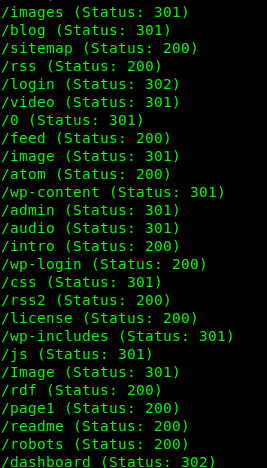 /images (Status: 301)
/blog (Status: 301)
/sitemap (Status: 200)
/rss (Status: 200)
/login (Status: 302)
/video (Status: 301)
/0 (Status: 301)
/feed (Status: 200)
/image (Status: 301)
/atom (Status: 200)
/wp-content (Status: 301)
/admin (Status: 301)
/audio (Status: 301)
/intro (Status: 200)
/wp-login (Status: 200)
/css (Status: 301)
/rss2 (Status: 200)
/license (Status: 200)
/wp-includes (Status: 301)
/js (Status: 301)
/Image (Status: 301)
/rdf (Status: 200)
/page1 (Status: 200)
/readme (Status: 200)
/robots (Status: 200)
/dashboard (Status: 302)